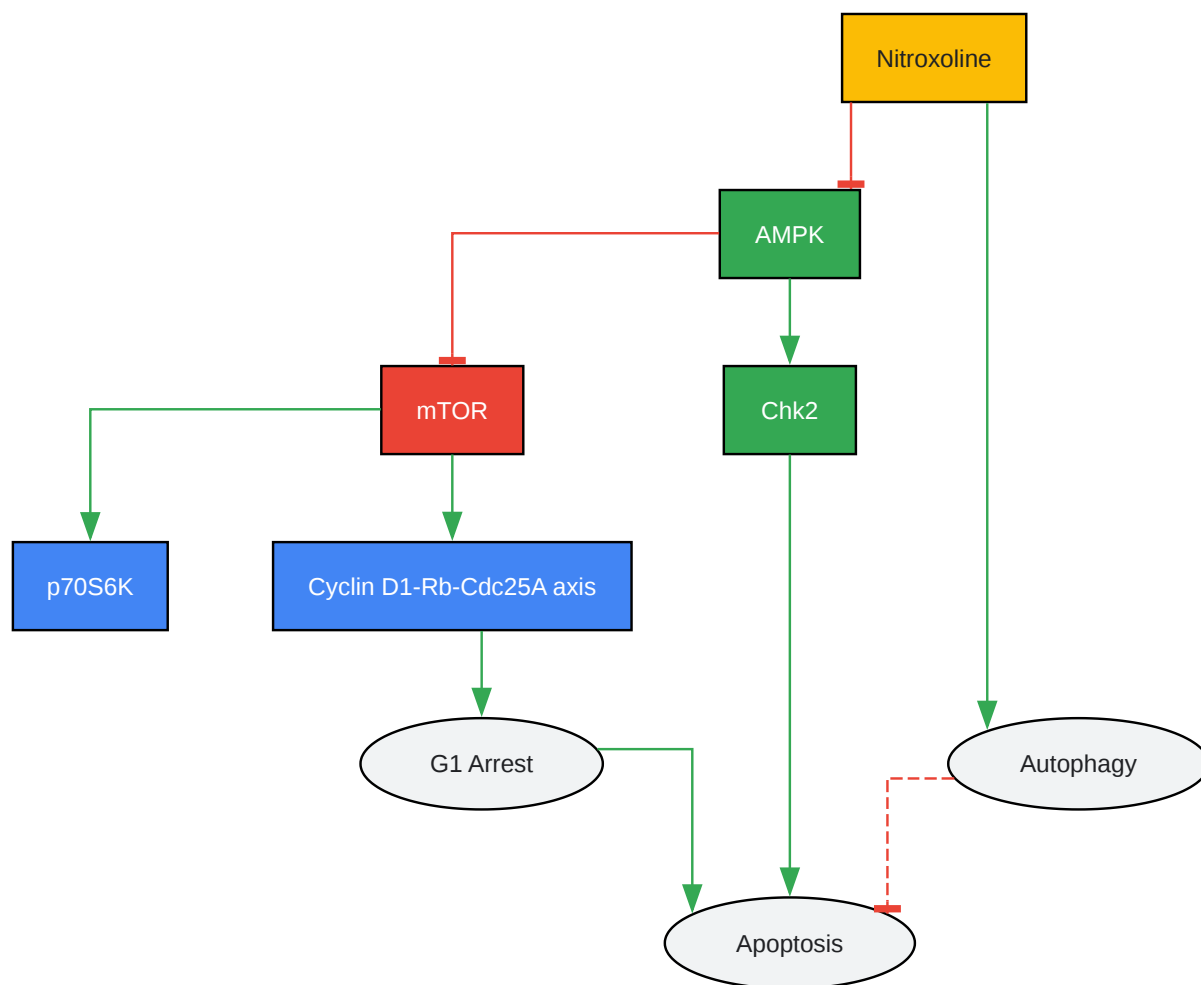 Nitroxoline
AMPK
mTOR
Chk2
p70S6K
Cyclin D1-Rb-Cdc25A axis
G1 Arrest
Autophagy
Apoptosis